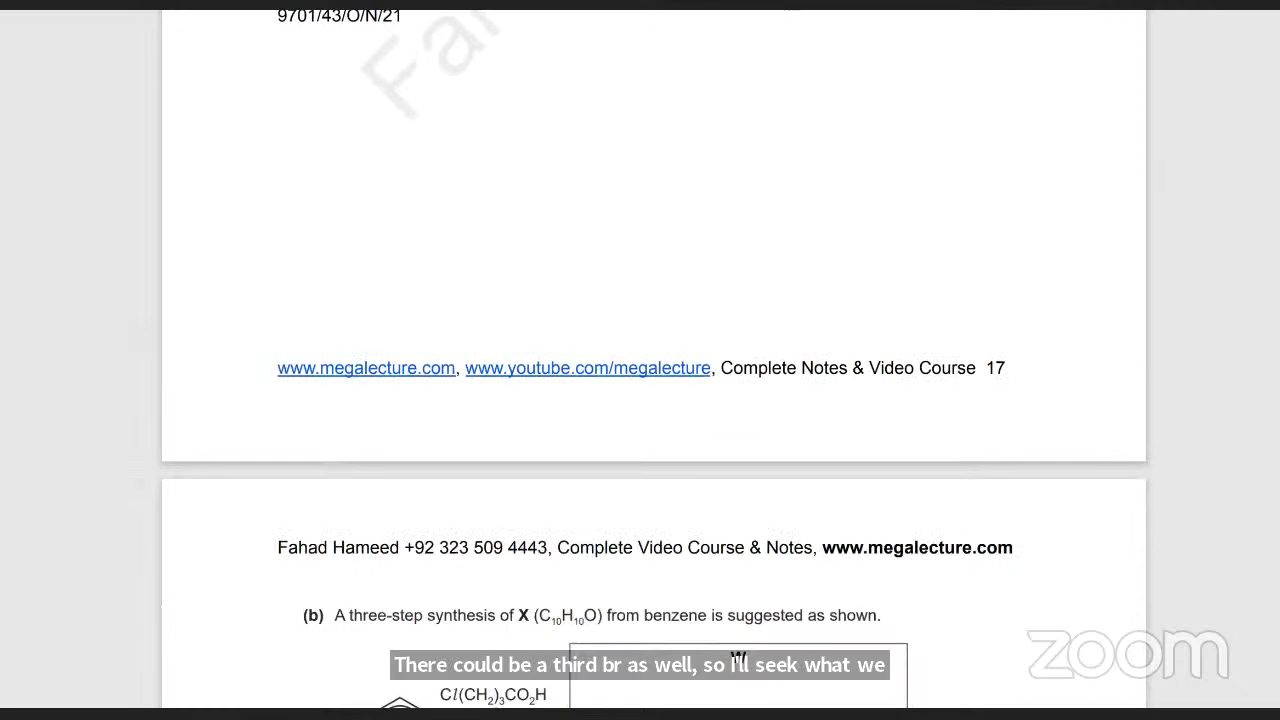 9701/43/O/N/21
Fa
www.megalecture.com, www.youtube.com/megalecture, Complete Notes & Video Course 17
Fahad Hameed +92 323 509 4443, Complete Video Course & Notes, www.megalecture.com
(b) A three-step synthesis of X (C₁₀H₁₀O) from benzene is suggested as shown.
W
There could be a third br as well, so I'll seek what we
Cl(CH₂)₃CO₂H
zoom